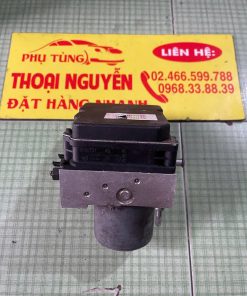 PHỤ TÙNG
THOẠI NGUYỄN
ĐẶT HÀNG NHANH
LIÊN HỆ:
02.466.599.788
0968.33.88.39